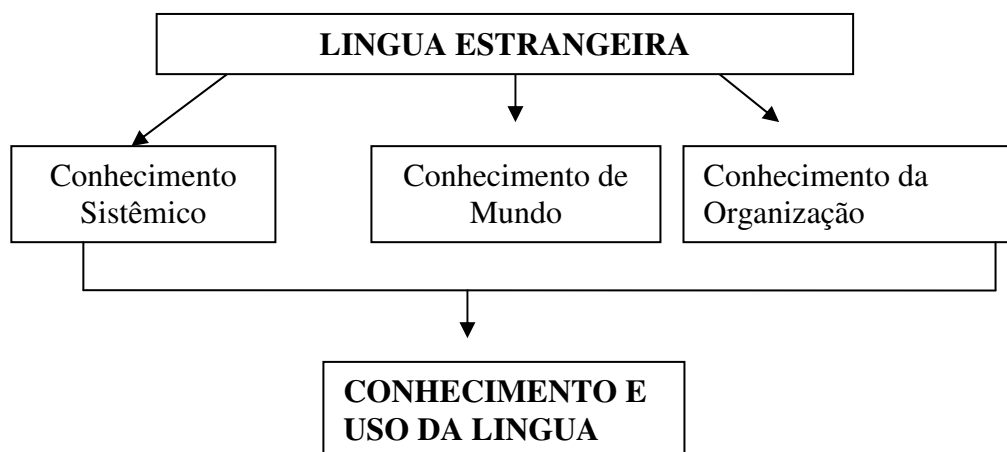 LINGUA ESTRANGEIRA
Conhecimento
Sistêmico
Conhecimento de
Mundo
Conhecimento da
Organização
CONHECIMENTO E
USO DA LINGUA